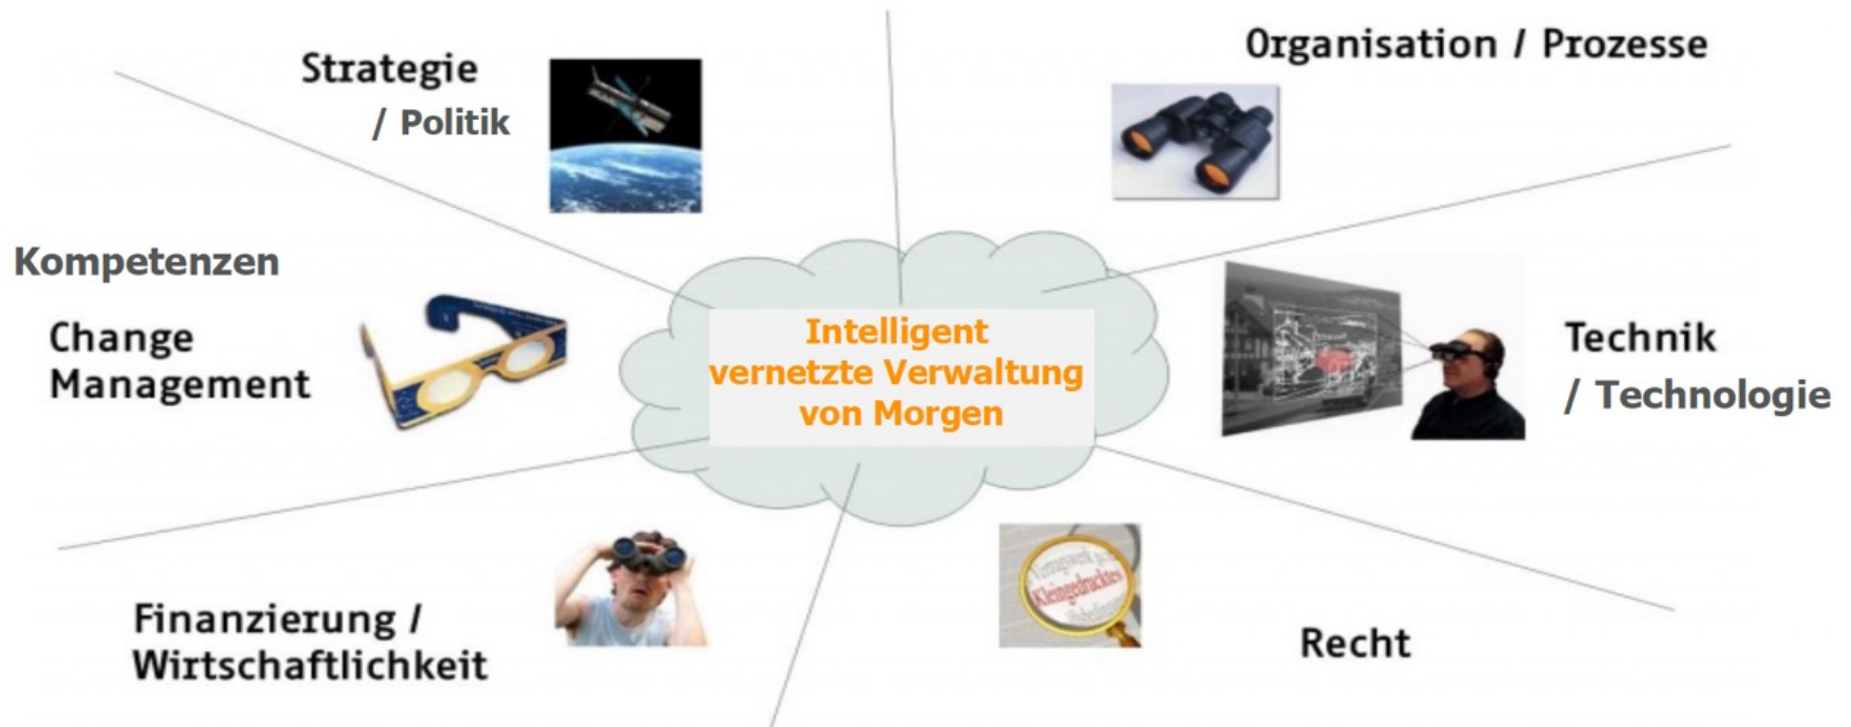 Strategie
/ Politik
Organisation / Prozesse
Kompetenzen
Change
Management
Intelligent
vernetzte Verwaltung
von Morgen
Technik
/ Technologie
Finanzierung /
Wirtschaftlichkeit
Kleingedrucktes
Recht